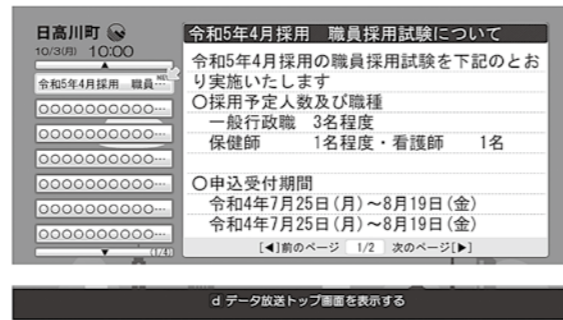 日高川町
10/3(月) 10:00
令和5年4月採用 職員…
NEW
○○○○○○○○○○…
○○○○○○○○○○…
○○○○○○○○○○…
○○○○○○○○○○…
○○○○○○○○○○…
○○○○○○○○○○…
(1/4)
令和5年4月採用 職員採用試験について
令和5年4月採用の職員採用試験を下記のとお
り実施いたします
○採用予定人数及び職種
一般行政職 3名程度
保健師 1名程度・看護師 1名
○申込受付期間
令和4年7月25日(月)~8月19日(金)
令和4年7月25日(月)~8月19日(金)
[◀]前のページ 1/2 次のページ[▶]
d データ放送トップ画面を表示する